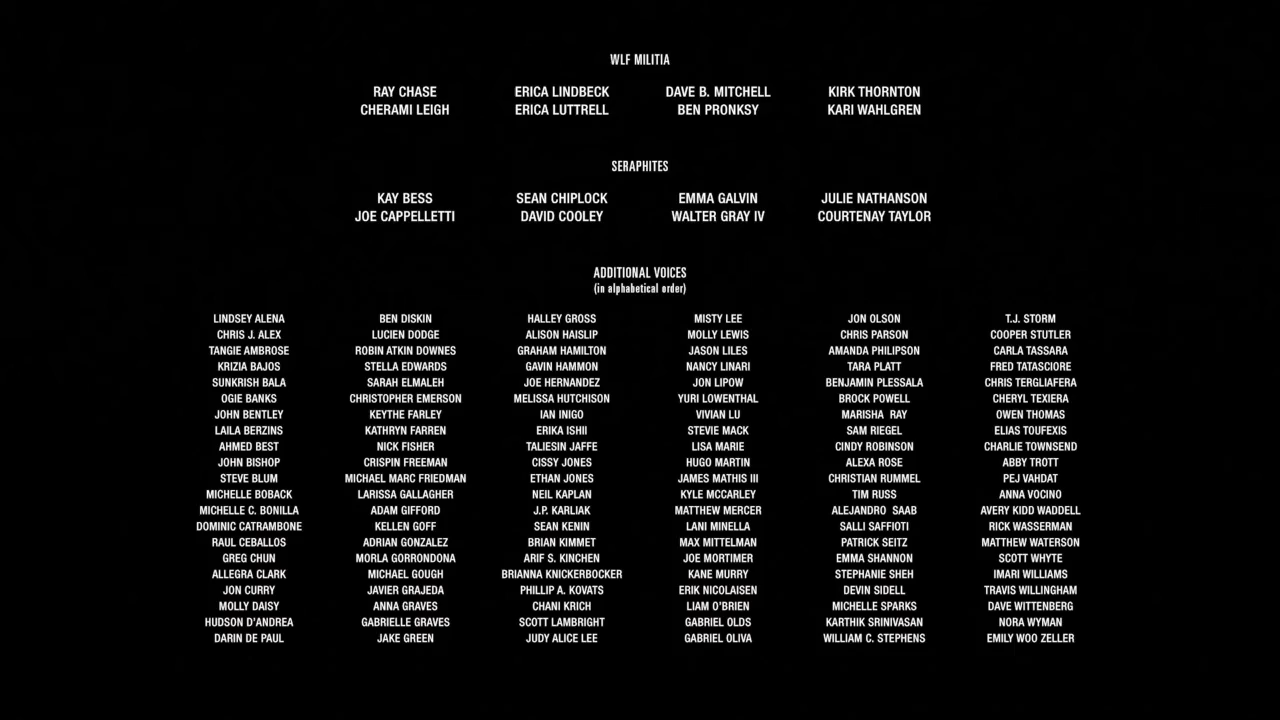 WLF MILITIA
RAY CHASE ERICA LINDBECK DAVE B. MITCHELL KIRK THORNTON
CHERAMI LEIGH ERICA LUTTRELL BEN PRONKSY KARI WAHLGREN
SERAPHITES
KAY BESS SEAN CHIPLOCK EMMA GALVIN JULIE NATHANSON
JOE CAPPELLETTI DAVID COOLEY WALTER GRAY IV COURTENAY TAYLOR
ADDITIONAL VOICES
(in alphabetical order)
LINDSEY ALENA BEN DISKIN HALLEY GROSS MISTY LEE JON OLSON T.J. STORM
CHRIS J. ALEX LUCIEN DODGE ALISON HAISLIP MOLLY LEWIS CHRIS PARSON COOPER STUTLER
TANGIE AMBROSE ROBIN ATKIN DOWNES GRAHAM HAMILTON JASON LILES AMANDA PHILIPSON CARLA TASSARA
KRIZIA BAJOS STELLA EDWARDS GAVIN HAMMON NANCY LINARI TARA PLATT FRED TATASCIORE
SUNKRISH BALA SARAH ELMALEH JOE HERNANDEZ JON LIPOW BENJAMIN PLESSALA CHRIS TERGLIAFERA
OGIE BANKS CHRISTOPHER EMERSON MELISSA HUTCHISON YURI LOWENTHAL BROCK POWELL CHERYL TEXIERA
JOHN BENTLEY KEYTHE FARLEY IAN INIGO VIVIAN LU MARISHA RAY OWEN THOMAS
LAILA BERZINS KATHRYN FARREN ERIKA ISHII STEVIE MACK SAM RIEGEL ELIAS TOUFEXIS
AHMED BEST NICK FISHER TALIESIN JAFFE LISA MARIE CINDY ROBINSON CHARLIE TOWNSEND
JOHN BISHOP CRISPIN FREEMAN CISSY JONES HUGO MARTIN ALEXA ROSE ABBY TROTT
STEVE BLUM MICHAEL MARC FRIEDMAN ETHAN JONES JAMES MATHIS III CHRISTIAN RUMMEL PEJ VAHDAT
MICHELLE BOBACK LARISSA GALLAGHER NEIL KAPLAN KYLE MCCARLEY TIM RUSS ANNA VOCINO
MICHELLE C. BONILLA ADAM GIFFORD J.P. KARLIAK MATTHEW MERCER ALEJANDRO SAAB AVERY KIDD WADDELL
DOMINIC CATRAMBONE KELLEN GOFF SEAN KENIN LANI MINELLA SALLI SAFFIOTI RICK WASSERMAN
RAUL CEBALLOS ADRIAN GONZALEZ BRIAN KIMMET MAX MITTELMAN PATRICK SEITZ MATTHEW WATERSON
GREG CHUN MORLA GORRONDONA ARIF S. KINCHEN JOE MORTIMER EMMA SHANNON SCOTT WHYTE
ALLEGRA CLARK MICHAEL GOUGH BRIANNA KNICKERBOCKER KANE MURRY STEPHANIE SHEH IMARI WILLIAMS
JON CURRY JAVIER GRAJEDA PHILLIP A. KOVATS ERIK NICOLAISEN DEVIN SIDELL TRAVIS WILLINGHAM
MOLLY DAISY ANNA GRAVES CHANI KRICH LIAM O'BRIEN MICHELLE SPARKS DAVE WITTENBERG
HUDSON D'ANDREA GABRIELLE GRAVES SCOTT LAMBRIGHT GABRIEL OLDS KARTHIK SRINIVASAN NORA WYMAN
DARIN DE PAUL JAKE GREEN JUDY ALICE LEE GABRIEL OLIVA WILLIAM C. STEPHENS EMILY WOO ZELLER